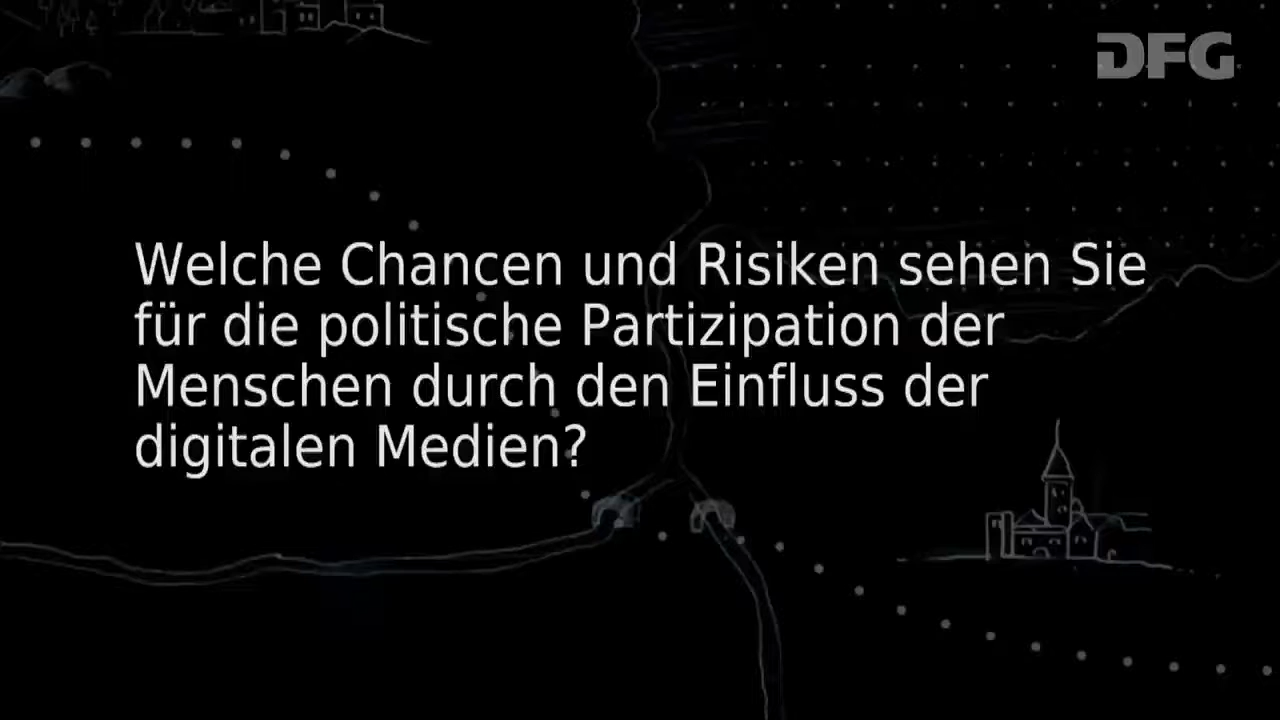 DFG
Welche Chancen und Risiken sehen Sie
für die politische Partizipation der
Menschen durch den Einfluss der
digitalen Medien?